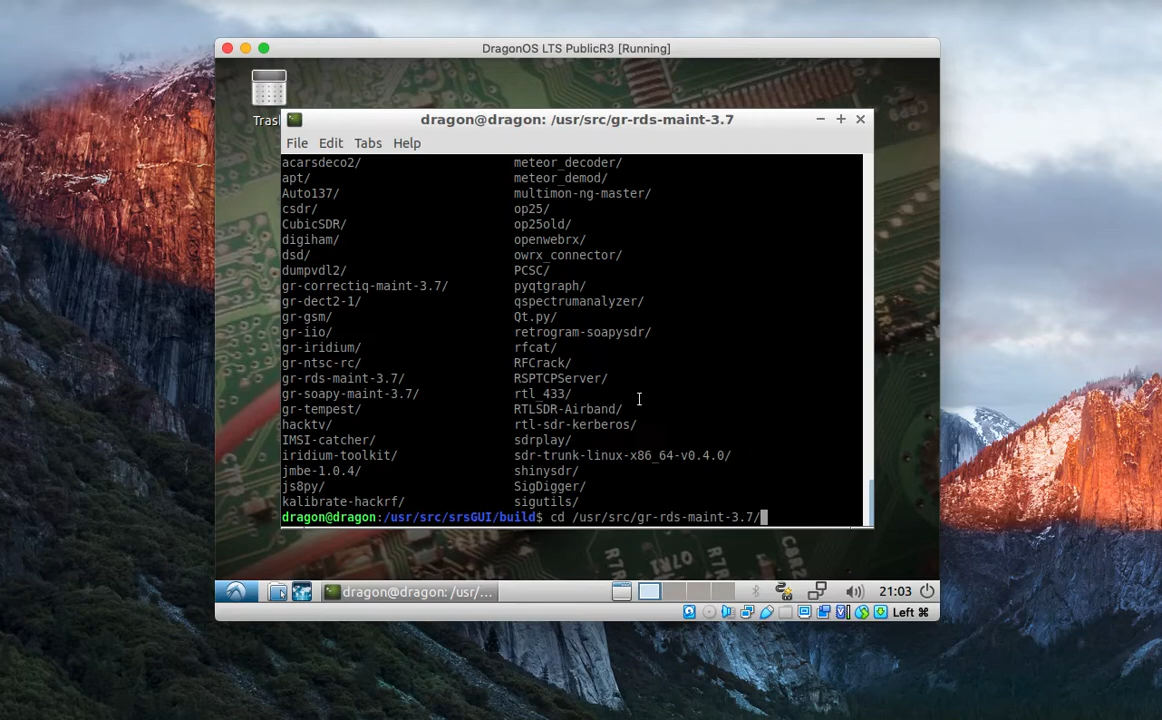 DragonOS LTS PublicR3 [Running]
Tras
dragon@dragon: /usr/src/gr-rds-maint-3.7
File Edit Tabs Help
acarsdeco2/ meteor_decoder/
apt/ meteor_demod/
Auto137/ multimon-ng-master/
csdr/ op25/
CubicSDR/ op25old/
digiham/ openwebrx/
dsd/ owrx_connector/
dumpvdl2/ PCSC/
gr-correctiq-maint-3.7/ pyqtgraph/
gr-dect2-1/ qspectrumanalyzer/
gr-gsm/ Qt.py/
gr-iio/ retrogram-soapysdr/
gr-iridium/ rfcat/
gr-ntsc-rc/ RFCrack/
gr-rds-maint-3.7/ RSPTCPServer/
gr-soapy-maint-3.7/ rtl_433/
gr-tempest/ RTLSDR-Airband/
hacktv/ rtl-sdr-kerberos/
IMSI-catcher/ sdrplay/
iridium-toolkit/ sdr-trunk-linux-x86_64-v0.4.0/
jmbe-1.0.4/ shinysdr/
js8py/ SigDigger/
kalibrate-hackrf/ sigutils/
dragon@dragon:/usr/src/srsGUI/build$ cd /usr/src/gr-rds-maint-3.7/
dragon@dragon: /usr/... 21:03
Left ⌘